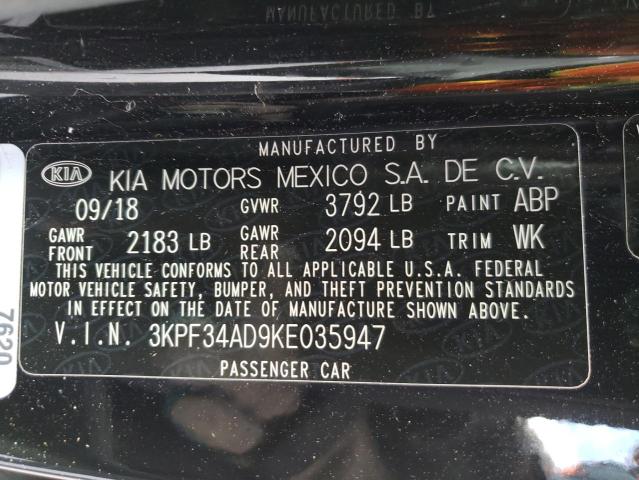 MANUFACTURED BY
KIA KIA MOTORS MEXICO S.A. DE C.V.
09/18 GVWR 3792 LB PAINT ABP
GAWR FRONT 2183 LB GAWR REAR 2094 LB TRIM WK
THIS VEHICLE CONFORMS TO ALL APPLICABLE U.S.A. FEDERAL
MOTOR VEHICLE SAFETY, BUMPER, AND THEFT PREVENTION STANDARDS
IN EFFECT ON THE DATE OF MANUFACTURE SHOWN ABOVE.
V.I.N. 3KPF34AD9KE035947
PASSENGER CAR
7620